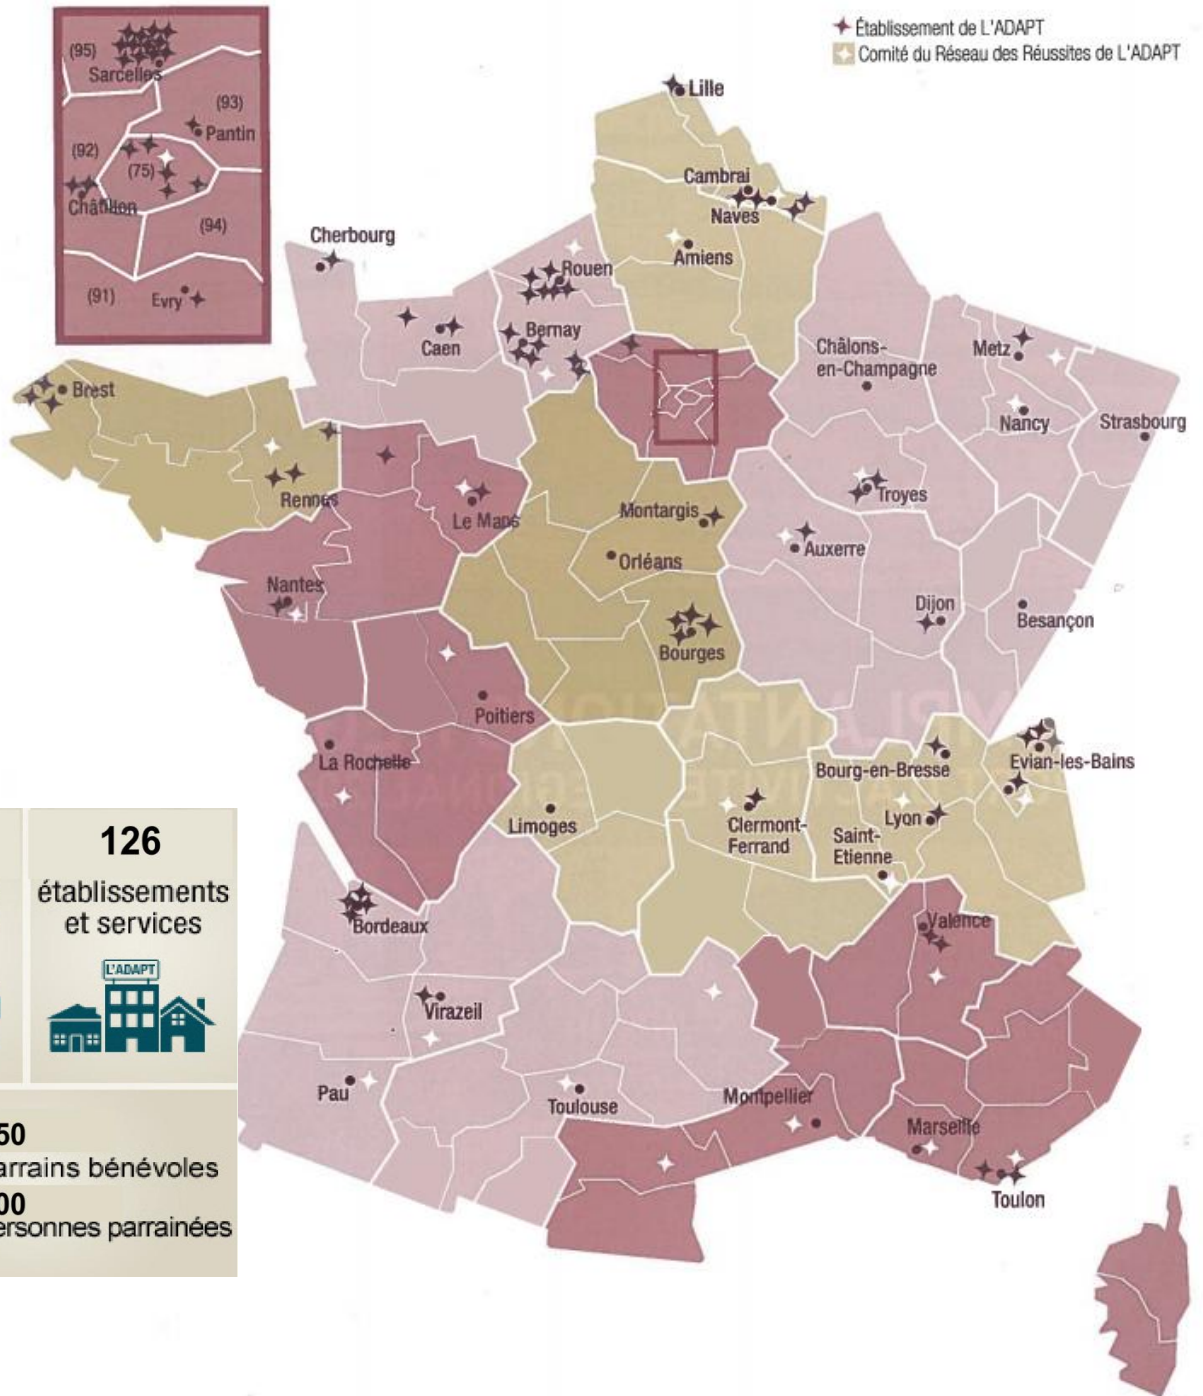 Établissement de L'ADAPT
Comité du Réseau des Réussites de L'ADAPT
(95)
Sarcelles
(93)
Pantin
(92)
(75)
Châtillon
(94)
(91)
Evry
Lille
Cambrai
Naves
Amiens
Cherbourg
Rouen
Bernay
Caen
Châlons-
en-Champagne
Metz
Nancy
Strasbourg
Brest
Rennes
Le Mans
Montargis
Troyes
Orléans
Auxerre
Nantes
Dijon
Besançon
Bourges
Poitiers
La Rochelle
Bourg-en-Bresse
Evian-les-Bains
Limoges
Clermont-
Ferrand
Lyon
Saint-
Etienne
126
établissements
et services
L'ADAPT
Bordeaux
Valence
Virazeil
Pau
Toulouse
Montpellier
Marseille
Toulon
50
arrains bénévoles
00
ersonnes parrainées